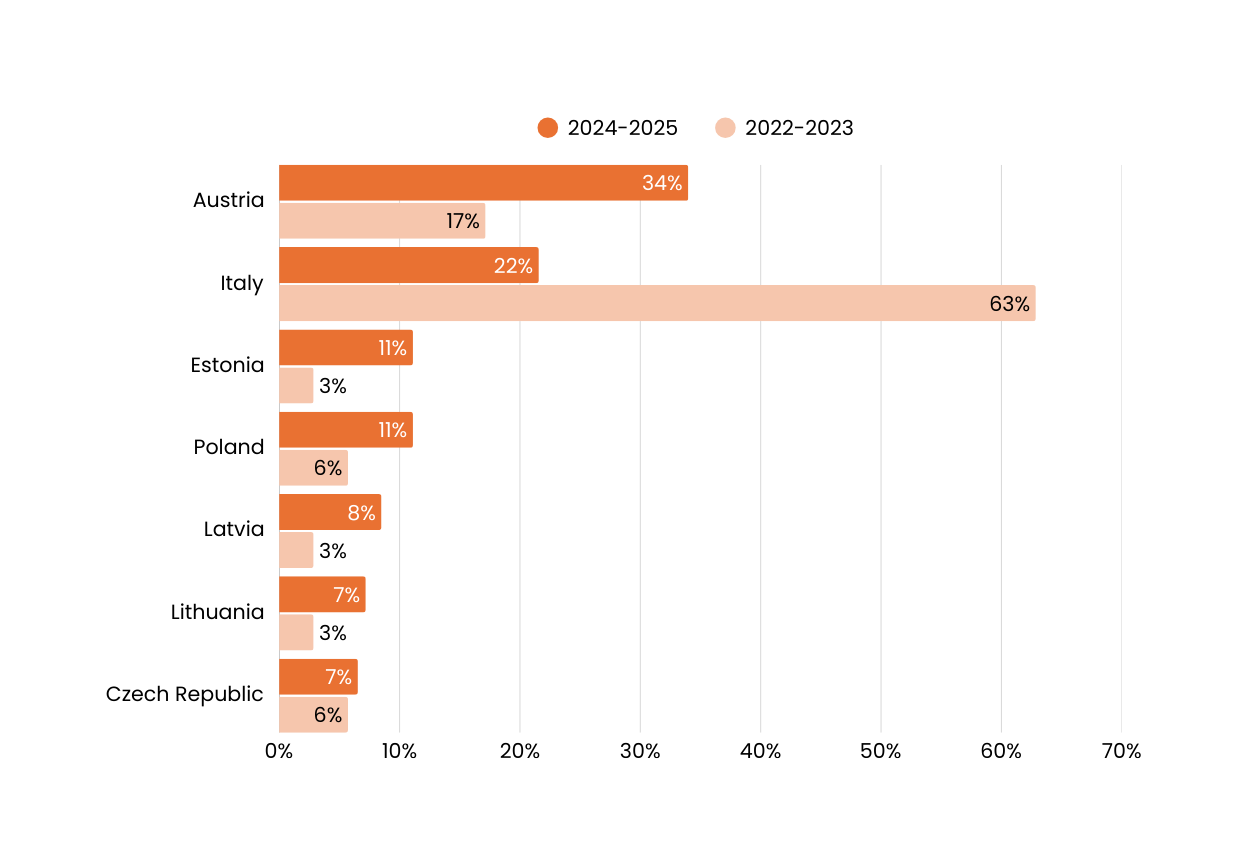 2024-2025 2022-2023
Austria 34%
17%
Italy 22%
63%
Estonia 11%
3%
Poland 11%
6%
Latvia 8%
3%
Lithuania 7%
3%
Czech Republic 7%
6%
0% 10% 20% 30% 40% 50% 60% 70%